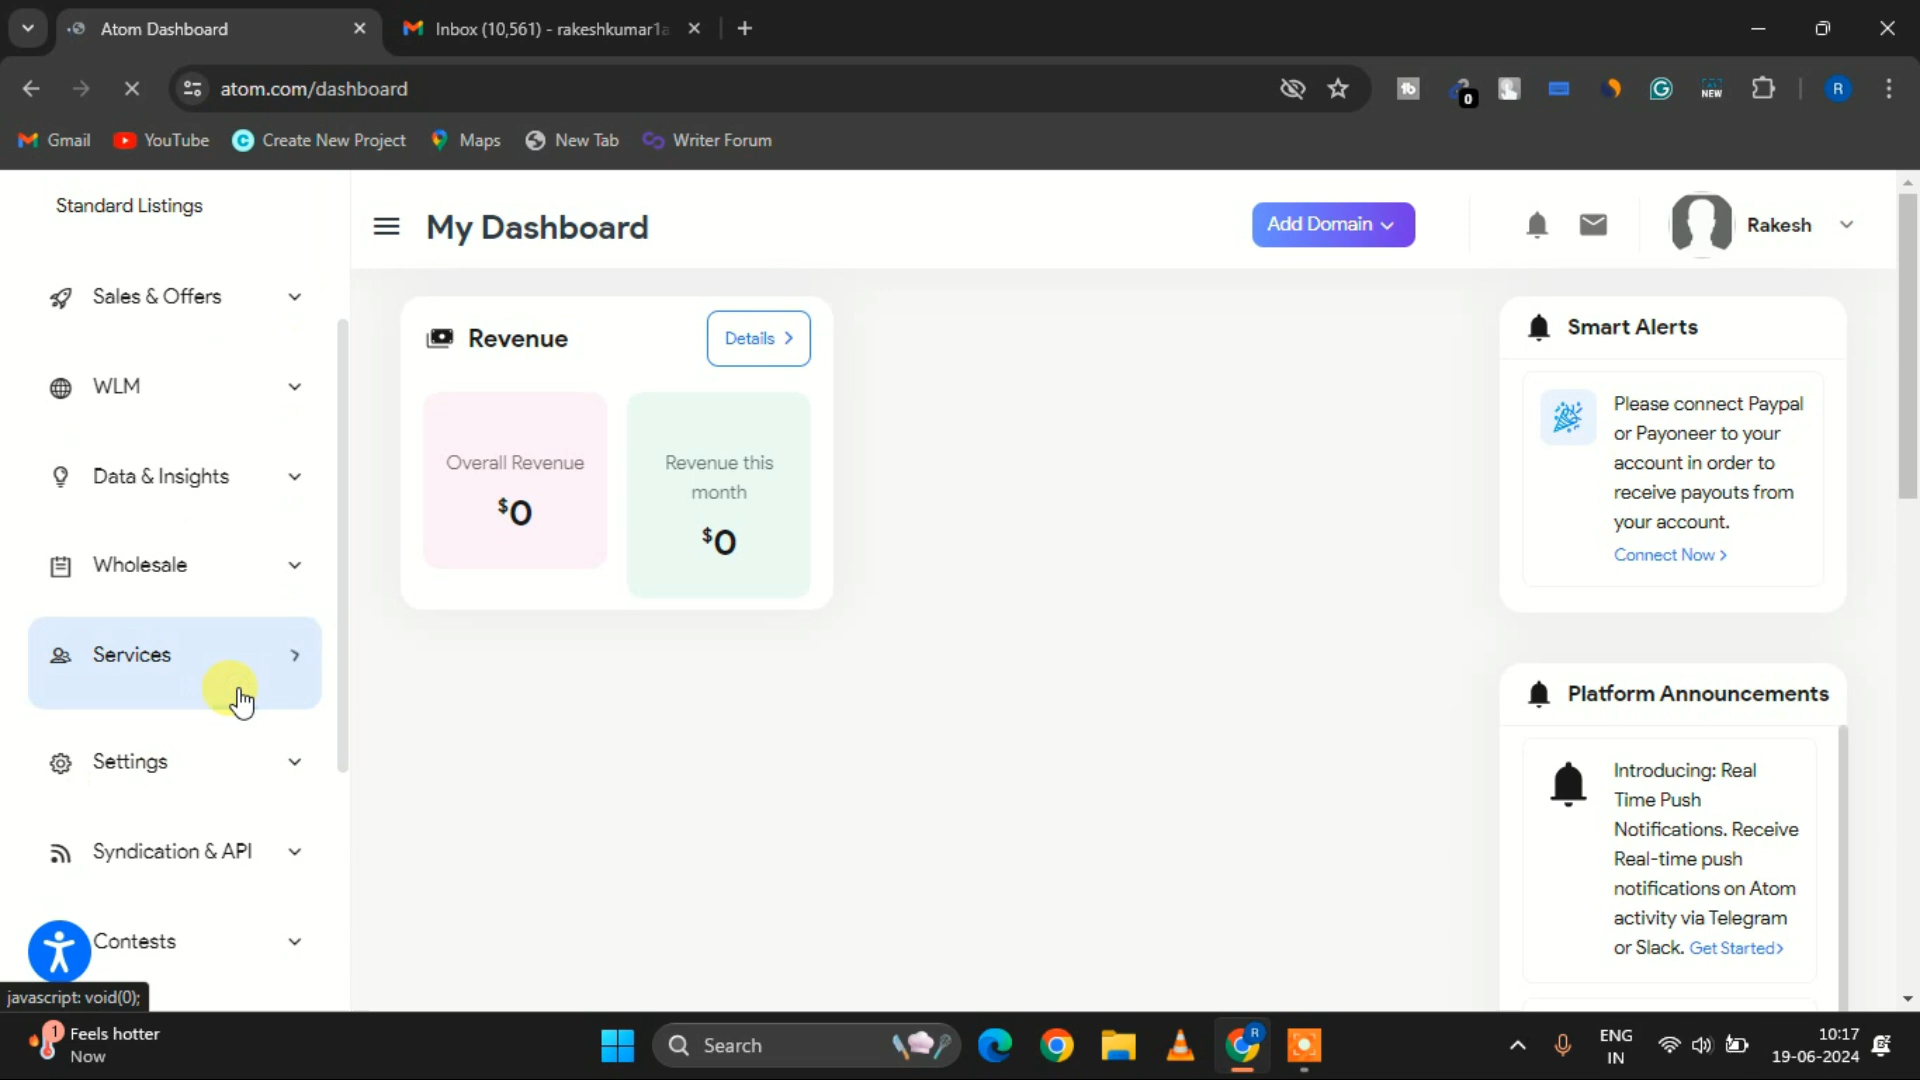 Atom Dashboard
Inbox (10,561) - rakeshkumar1a
atom.com/dashboard
0
NEW
R
Gmail
YouTube
Create New Project
Maps
New Tab
Writer Forum
Standard Listings
Sales & Offers
WLM
Data & Insights
Wholesale
Services
Settings
Syndication & API
Contests
javascript: void(0);
My Dashboard
Add Domain
Rakesh
Revenue
Details
Overall Revenue
$0
Revenue this
month
$0
Smart Alerts
Please connect Paypal
or Payoneer to your
account in order to
receive payouts from
your account.
Connect Now >
Platform Announcements
Introducing: Real
Time Push
Notifications. Receive
Real-time push
notifications on Atom
activity via Telegram
or Slack. Get Started>
1
Feels hotter
Now
Search
R
ENG
IN
10:17
19-06-2024